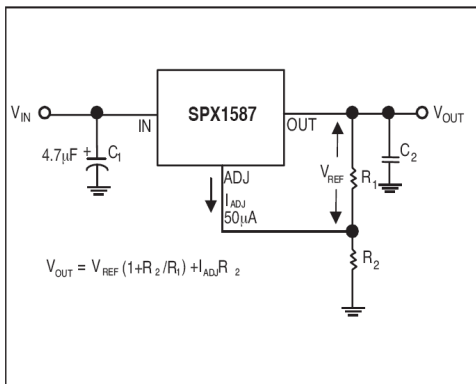 SPX1587
V_IN
IN
OUT
V_OUT
4.7µF + C₁
ADJ
I_ADJ
50µA
V_REF
R₁
C₂
R₂
V_OUT = V_REF (1+R₂/R₁) +I_ADJ R₂